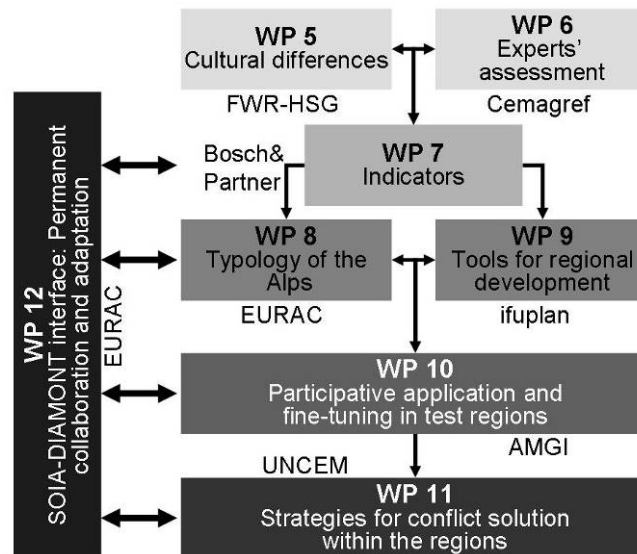 WP 5
Cultural differences
WP 6
Experts'
assessment
FWR-HSG
Cemagref
Bosch&
Partner
WP 7
Indicators
WP 8
Typology of the
Alps
WP 9
Tools for regional
development
EURAC
ifuplan
WP 10
Participative application and
fine-tuning in test regions
AMGI
UNCEM
WP 11
Strategies for conflict solution
within the regions
WP 12
SOIA-DIAMONT interface: Permanent
collaboration and adaptation
EURAC